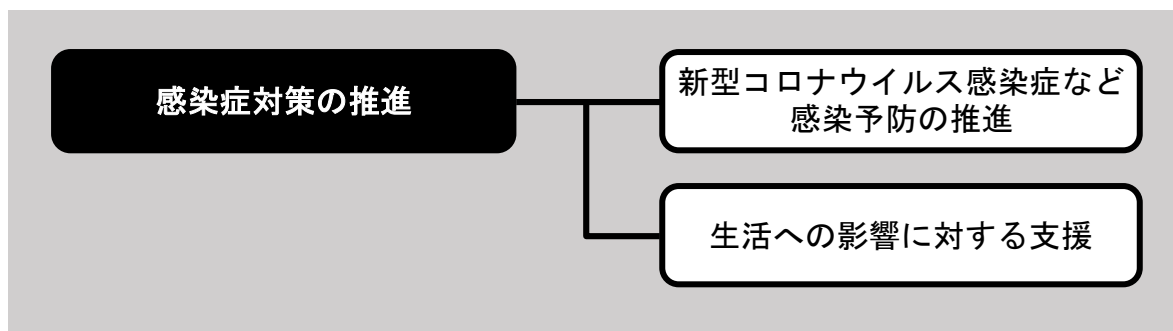 感染症対策の推進
新型コロナウイルス感染症など
感染予防の推進
生活への影響に対する支援